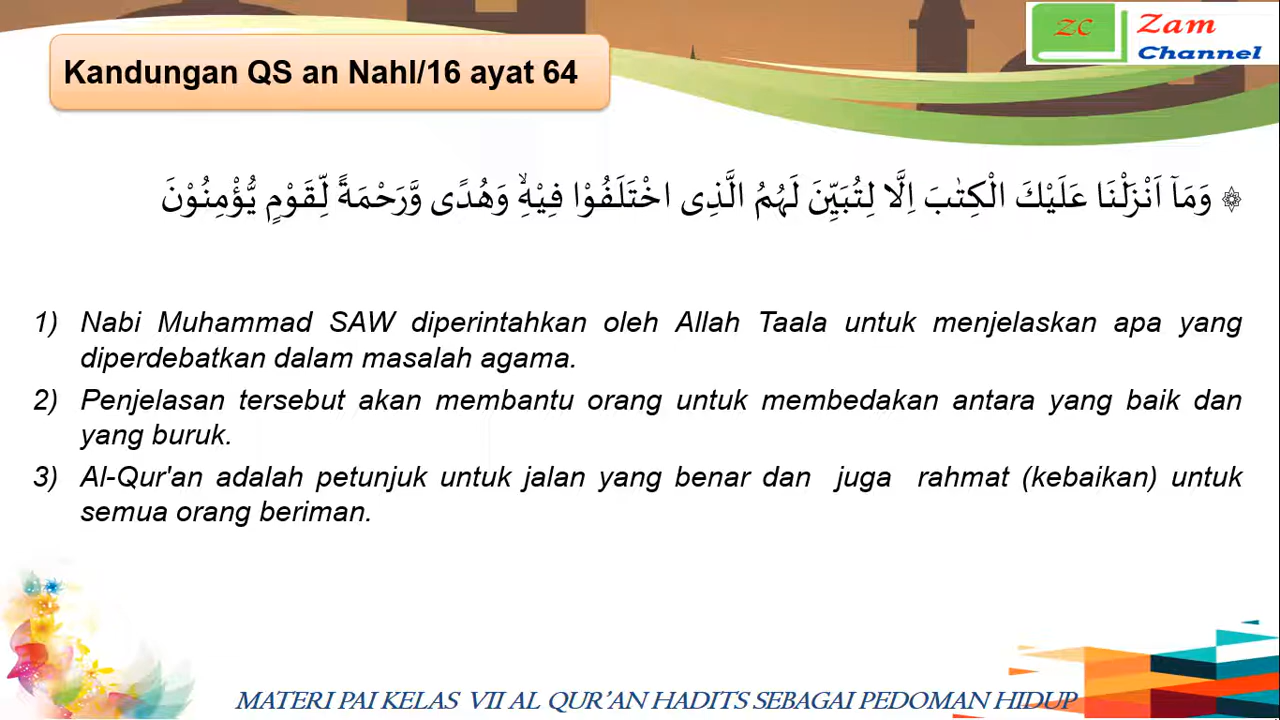 ZC
Zam
Channel
Kandungan QS an Nahl/16 ayat 64
۞ وَمَآ اَنْزَلْنَا عَلَيْكَ الْكِتٰبَ اِلَّا لِتُبَيِّنَ لَهُمُ الَّذِى اخْتَلَفُوْا فِيْهِۙ وَهُدًى وَّرَحْمَةً لِّقَوْمٍ يُّؤْمِنُوْنَ
1) Nabi Muhammad SAW diperintahkan oleh Allah Taala untuk menjelaskan apa yang
diperdebatkan dalam masalah agama.
2) Penjelasan tersebut akan membantu orang untuk membedakan antara yang baik dan
yang buruk.
3) Al-Qur'an adalah petunjuk untuk jalan yang benar dan juga rahmat (kebaikan) untuk
semua orang beriman.
MATERI PAI KELAS VII AL QUR’AN HADITS SEBAGAI PEDOMAN HIDUP